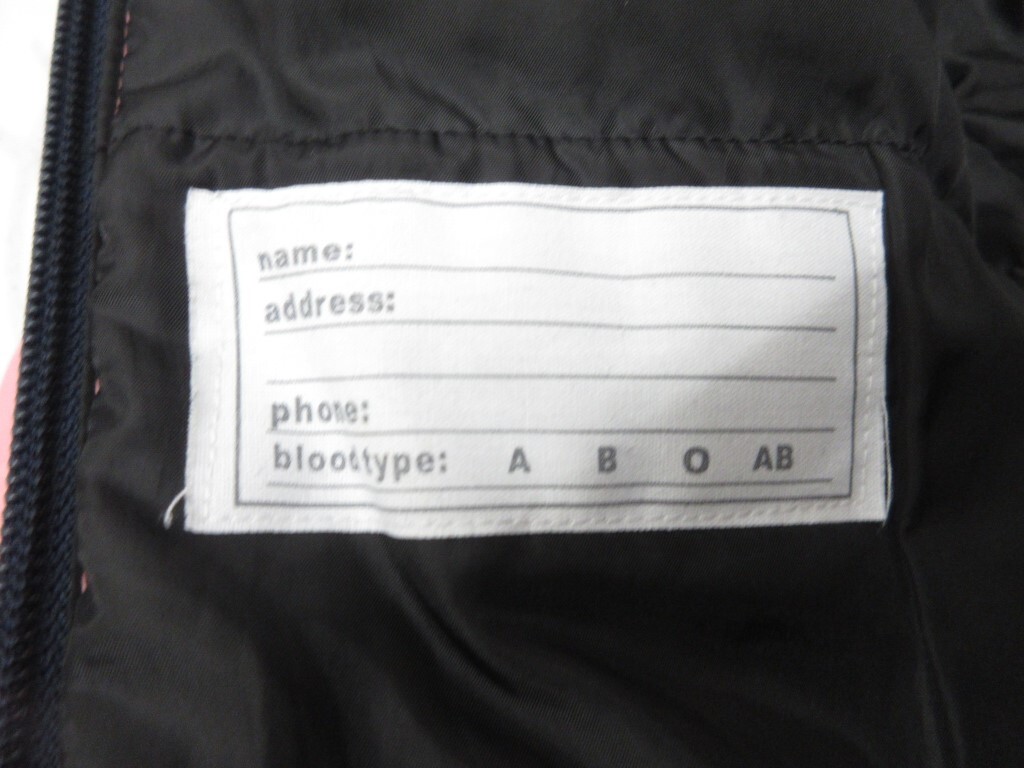 name:
address:
phone:
bloottype: A B O AB